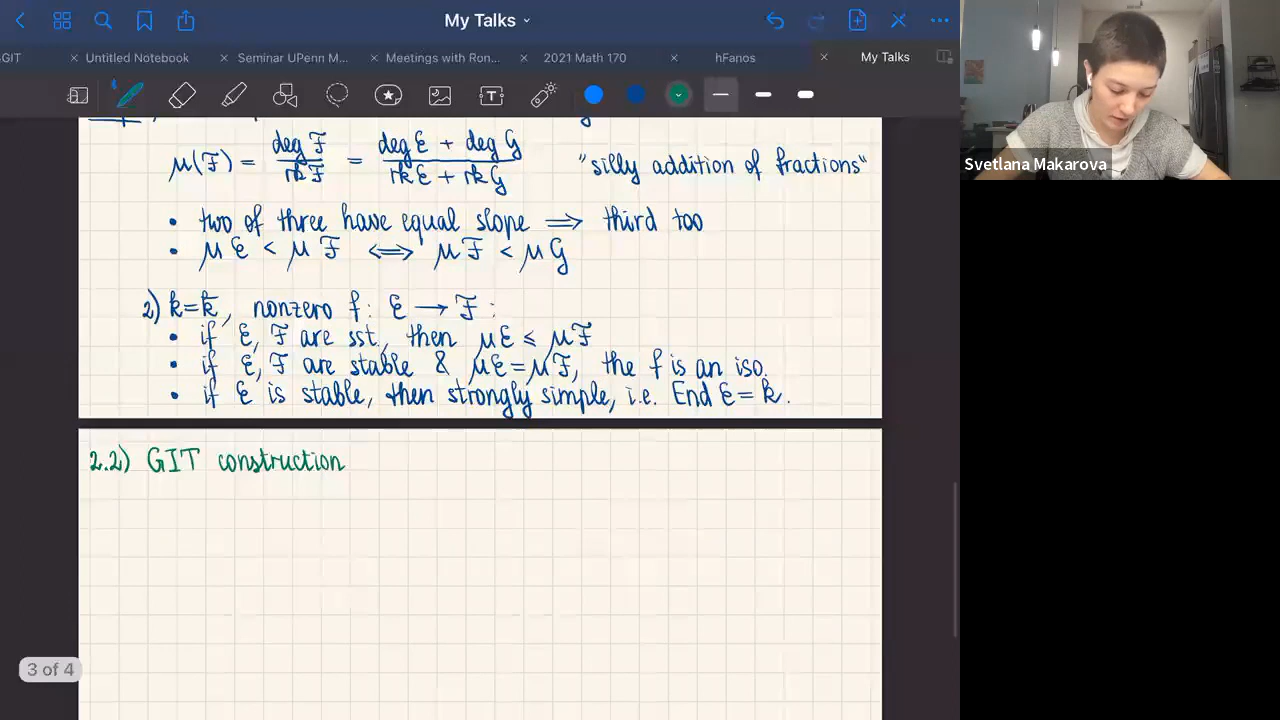 My Talks
GIT
Untitled Notebook
Seminar UPenn M...
Meetings with Ron...
2021 Math 170
hFanos
My Talks
μ(F) = deg F / rk F = deg E + deg G / rk E + rk G "silly addition of fractions"
• two of three have equal slope ⟹ third too
• μE < μF ⟺ μF < μG
2) k=k̄, nonzero f: E → F:
• if E, F are sst, then μE ≤ μF
• if E, F are stable & μE=μF, the f is an iso.
• if E is stable, then strongly simple, i.e. End E = k.
2.2) GIT construction
3 of 4
Svetlana Makarova